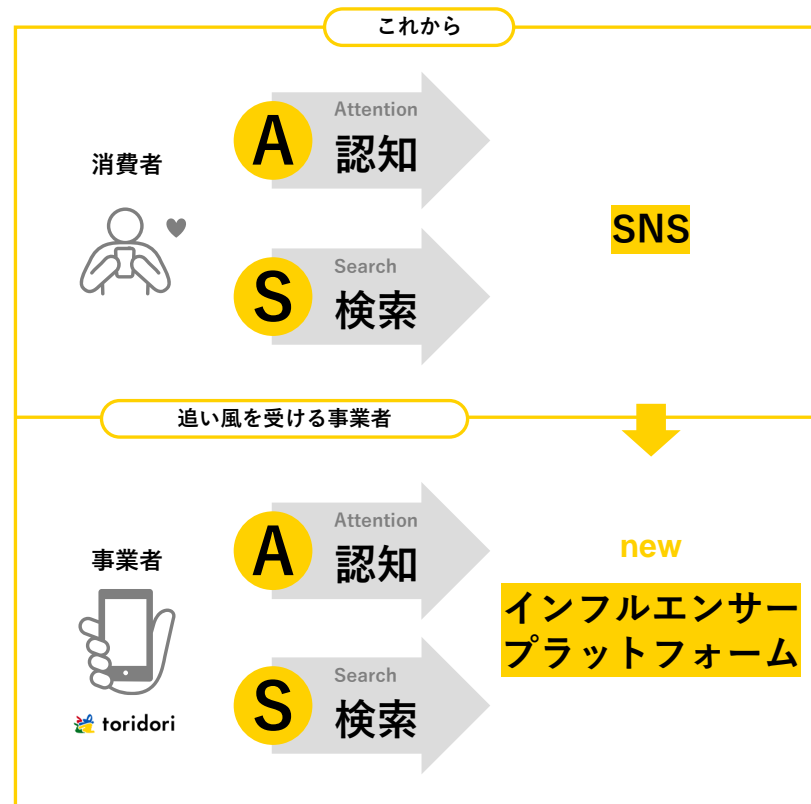 これから
消費者
A
Attention
認知
S
Search
検索
SNS
追い風を受ける事業者
事業者
toridori
A
Attention
認知
S
Search
検索
new
インフルエンサー
プラットフォーム